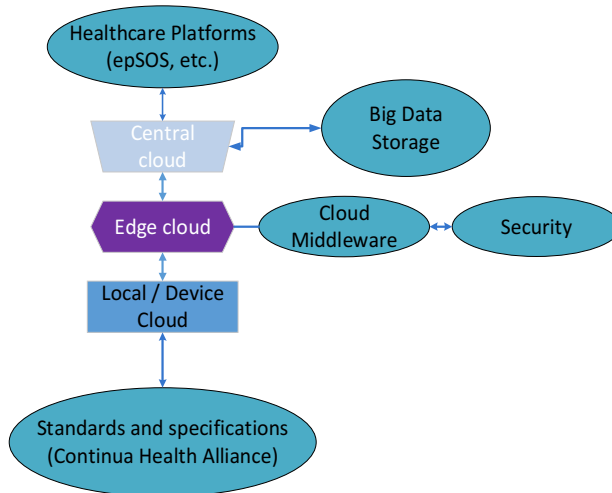 Healthcare Platforms
(epSOS, etc.)
Central
cloud
Big Data
Storage
Edge cloud
Cloud
Middleware
Security
Local / Device
Cloud
Standards and specifications
(Continua Health Alliance)